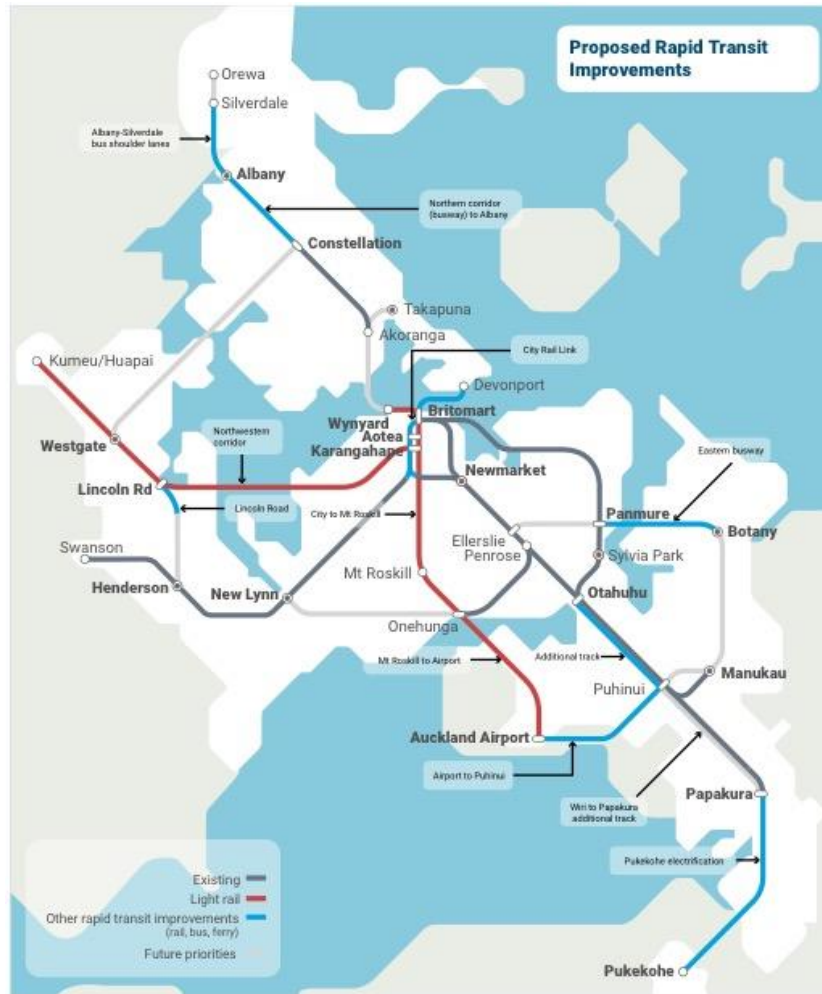 Proposed Rapid Transit
Improvements
Orewa
Silverdale
Albany-Silverdale
bus shoulder lanes
Albany
Northern corridor
(busway) to Albany
Constellation
Takapuna
Akoranga
City Rail Link
Kumeu/Huapai
Devonport
Wynyard
Britomart
Aotea
Karangahape
Northwestern
corridor
Westgate
Newmarket
Eastern busway
Lincoln Rd
Lincoln Road
City to Mt Roskill
Panmure
Botany
Ellerslie
Penrose
Sylvia Park
Swanson
Henderson
New Lynn
Mt Roskill
Otahuhu
Onehunga
Mt Roskill to Airport
Additional track
Manukau
Puhinui
Auckland Airport
Airport to Puhinui
Papakura
Wiri to Papakura
additional track
Pukekohe electrification
Existing
Light rail
Other rapid transit improvements
(rail, bus, ferry)
Future priorities
Pukekohe